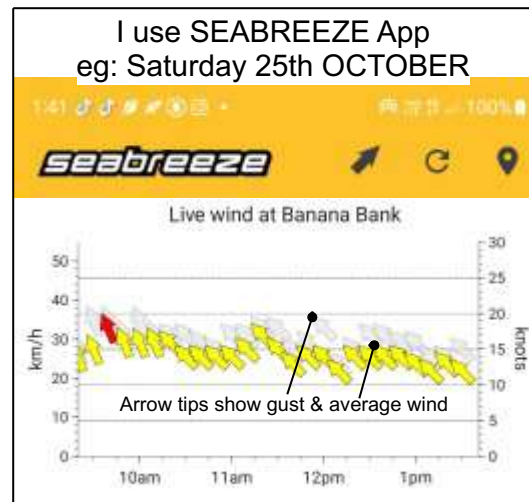 I use SEABREEZE App
eg: Saturday 25th OCTOBER
1:41
100%
seabreeze
Live wind at Banana Bank
50
40
30
20
10
0
km/h
30
25
20
15
10
5
0
knots
Arrow tips show gust & average wind
10am 11am 12pm 1pm